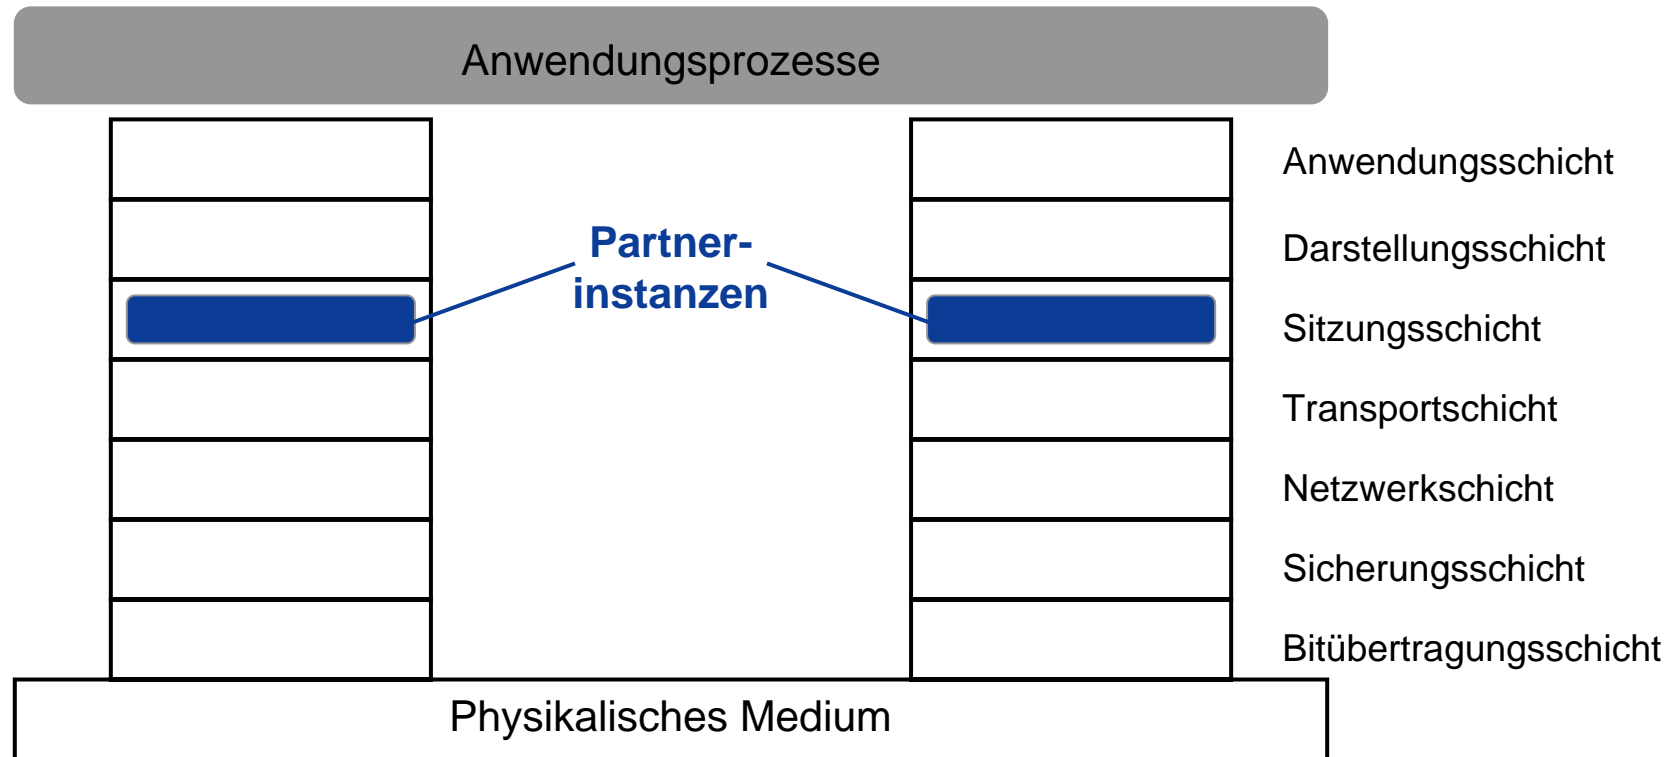 Anwendungsprozesse
Anwendungsschicht
Darstellungsschicht
Partner-
instanzen
Sitzungsschicht
Transportschicht
Netzwerkschicht
Sicherungsschicht
Bitübertragungsschicht
Physikalisches Medium